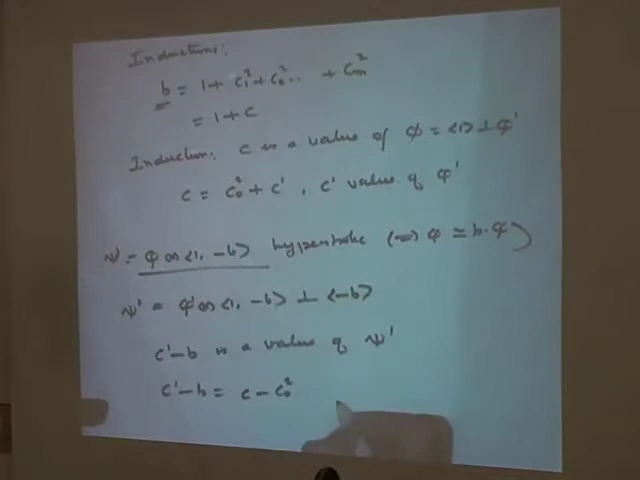 Induction:
b = 1 + c₁² + c₂² .. + cₘ²
= 1 + c
Induction: c is a value of φ = <1> ⊥ φ'
c = c₀² + c' , c' value of φ'
ψ = φ ⊗ <1, -b> hyperbolic (⇔) φ ≃ b·φ)
ψ' = φ' ⊗ <1, -b> ⊥ <-b>
c' - b is a value of ψ'
c' - b = c - c₀²